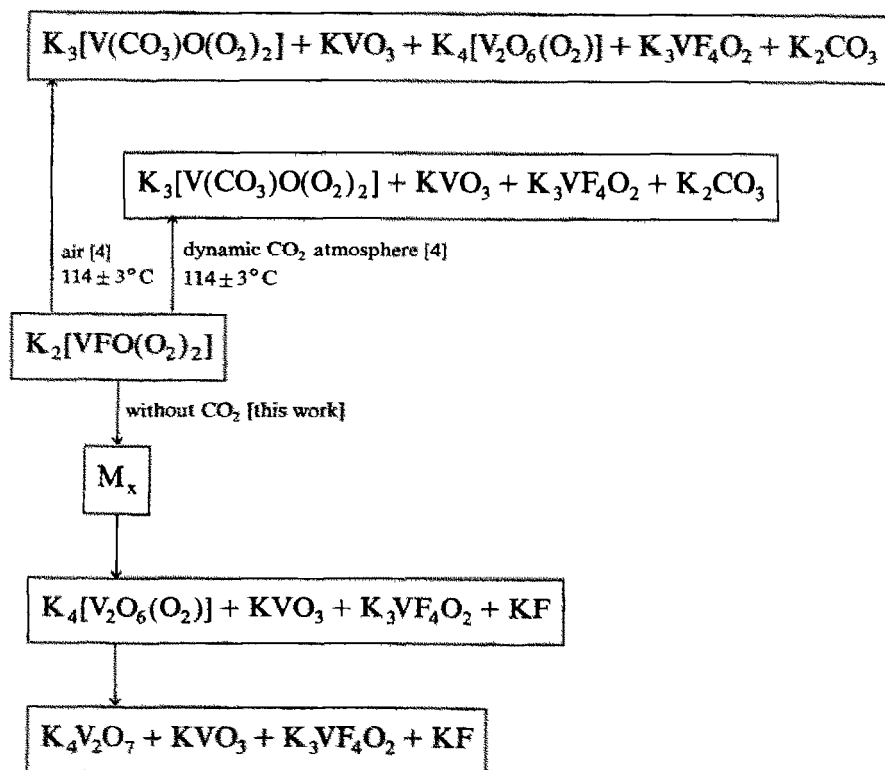 K₃[V(CO₃)O(O₂)₂] + KVO₃ + K₄[V₂O₆(O₂)] + K₃VF₄O₂ + K₂CO₃
K₃[V(CO₃)O(O₂)₂] + KVO₃ + K₃VF₄O₂ + K₂CO₃
air [4]
114 ± 3°C
dynamic CO₂ atmosphere [4]
114 ± 3°C
K₂[VFO(O₂)₂]
without CO₂ [this work]
Mₓ
K₄[V₂O₆(O₂)] + KVO₃ + K₃VF₄O₂ + KF
K₄V₂O₇ + KVO₃ + K₃VF₄O₂ + KF